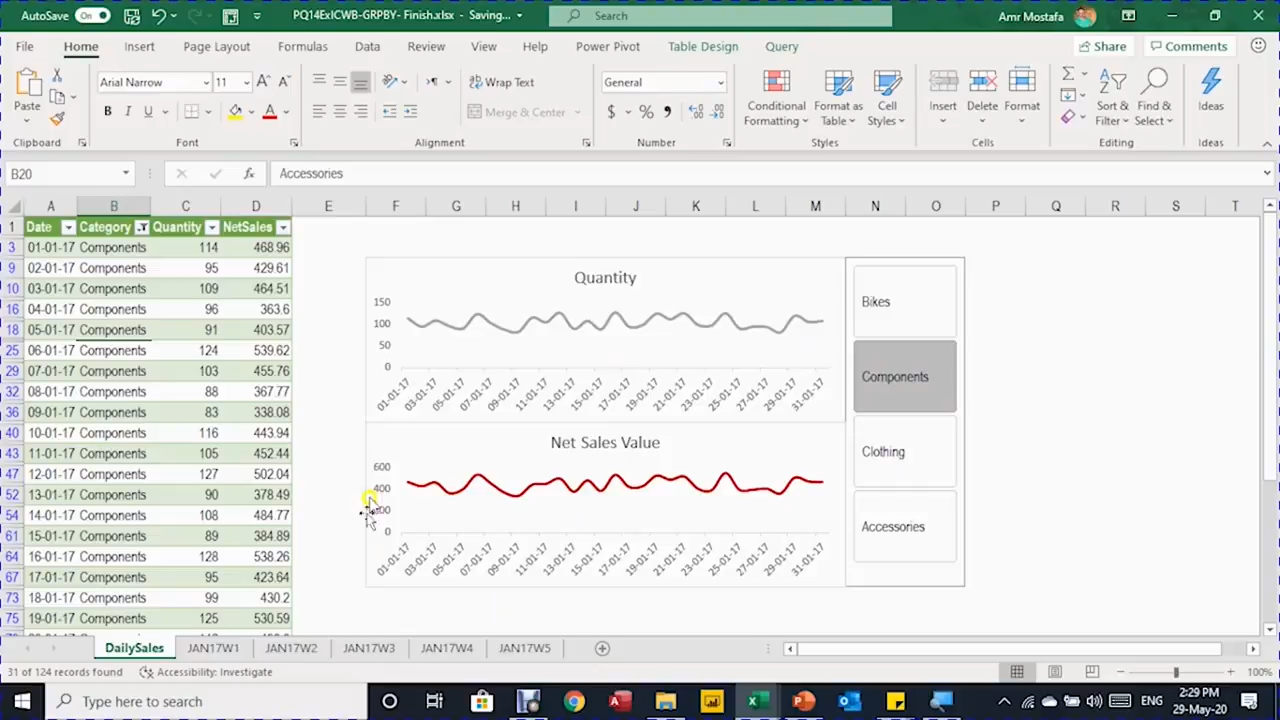 AutoSave On PQ14ExlCWB-GRPBY- Finish.xlsx - Saving... Search Amr Mostafa
File Home Insert Page Layout Formulas Data Review View Help Power Pivot Table Design Query Share Comments
Paste Arial Narrow 11 Wrap Text General Conditional Formatting Format as Table Cell Styles Insert Delete Format Sort & Filter Find & Select Ideas
B I U A Merge & Center $ %
Clipboard Font Alignment Number Styles Cells Editing Ideas
B20 fx Accessories
A B C D E F G H I J K L M N O P Q R S T
1 Date Category Quantity NetSales
3 01-01-17 Components 114 468.96
9 02-01-17 Components 95 429.61
10 03-01-17 Components 109 464.51
16 04-01-17 Components 96 363.6
18 05-01-17 Components 91 403.57
25 06-01-17 Components 124 539.62
29 07-01-17 Components 103 455.76
32 08-01-17 Components 88 367.77
36 09-01-17 Components 83 338.08
40 10-01-17 Components 116 443.94
43 11-01-17 Components 105 452.44
47 12-01-17 Components 127 502.04
52 13-01-17 Components 90 378.49
54 14-01-17 Components 108 484.77
61 15-01-17 Components 89 384.89
64 16-01-17 Components 128 538.26
67 17-01-17 Components 95 423.64
73 18-01-17 Components 99 430.2
75 19-01-17 Components 125 530.59
Quantity
150
100
50
0
01-01-17 03-01-17 05-01-17 07-01-17 09-01-17 11-01-17 13-01-17 15-01-17 17-01-17 19-01-17 21-01-17 23-01-17 25-01-17 27-01-17 29-01-17 31-01-17
Net Sales Value
600
400
0
01-01-17 03-01-17 05-01-17 07-01-17 09-01-17 11-01-17 13-01-17 15-01-17 17-01-17 19-01-17 21-01-17 23-01-17 25-01-17 27-01-17 29-01-17 31-01-17
Bikes
Components
Clothing
Accessories
DailySales JAN17W1 JAN17W2 JAN17W3 JAN17W4 JAN17W5
31 of 124 records found Accessibility: Investigate 100%
Type here to search ENG 2:29 PM
29-May-20